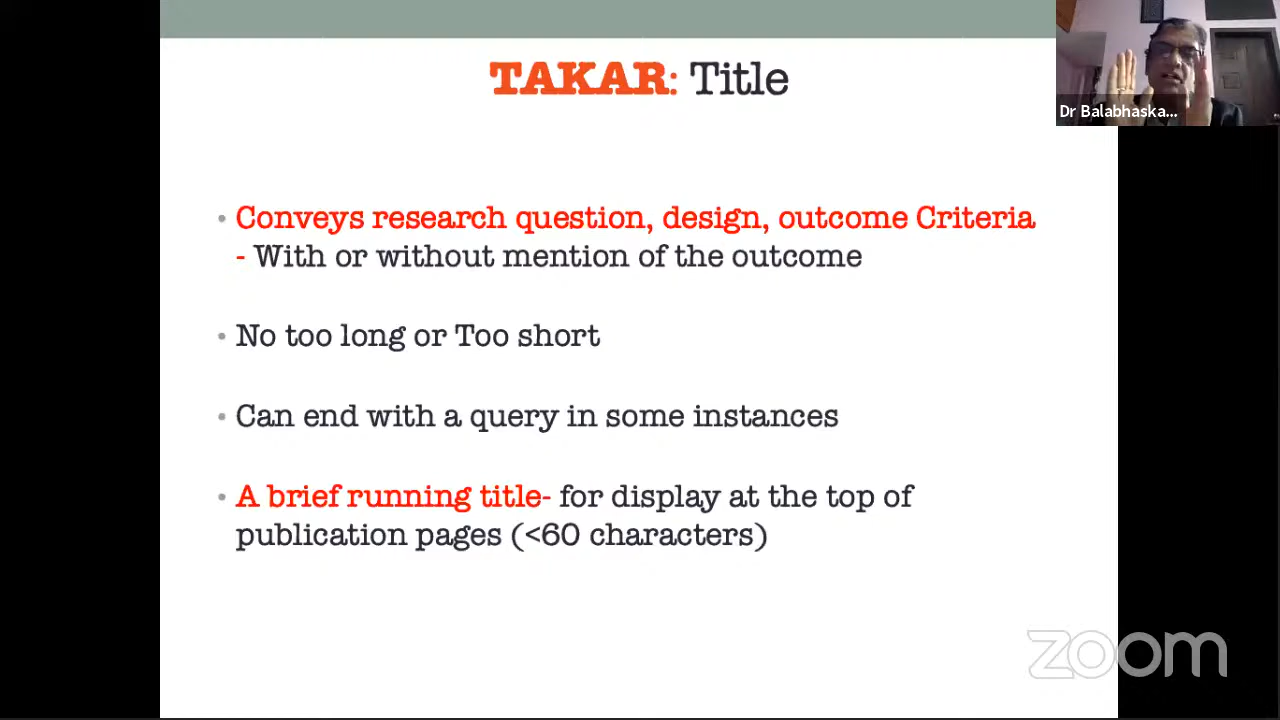 TAKAR: Title
Dr Balabhaska...
• Conveys research question, design, outcome Criteria
- With or without mention of the outcome
• No too long or Too short
• Can end with a query in some instances
• A brief running title- for display at the top of
publication pages (<60 characters)
zoom